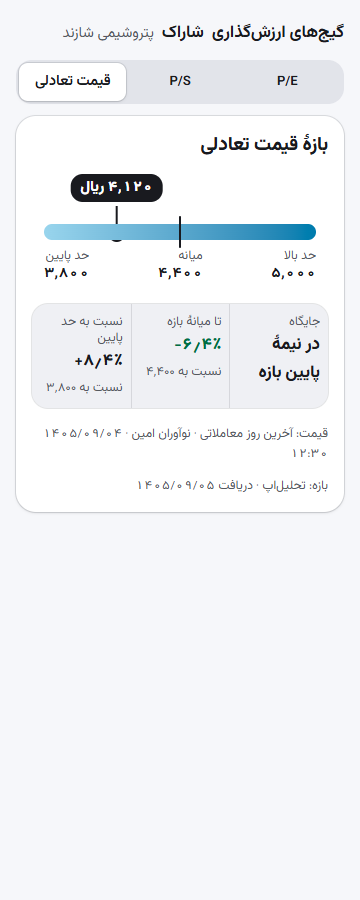 گیج‌های ارزش‌گذاری شاراک پتروشیمی شازند
P/E
P/S
قیمت تعادلی
بازهٔ قیمت تعادلی
۴,۱۲۰ ریال
حد بالا
میانه
حد پایین
۵,۰۰۰
۴,۴۰۰
۳,۸۰۰
جایگاه
در نیمهٔ
پایین بازه
تا میانهٔ بازه
-۶٫۴٪
نسبت به ۴,۴۰۰
نسبت به حد
پایین
+۸٫۴٪
نسبت به ۳,۸۰۰
قیمت: آخرین روز معاملاتی · نوآوران امین · ۱۴۰۵/۰۹/۰۴
۱۲:۳۰
بازه: تحلیل‌اپ · دریافت ۱۴۰۵/۰۹/۰۵